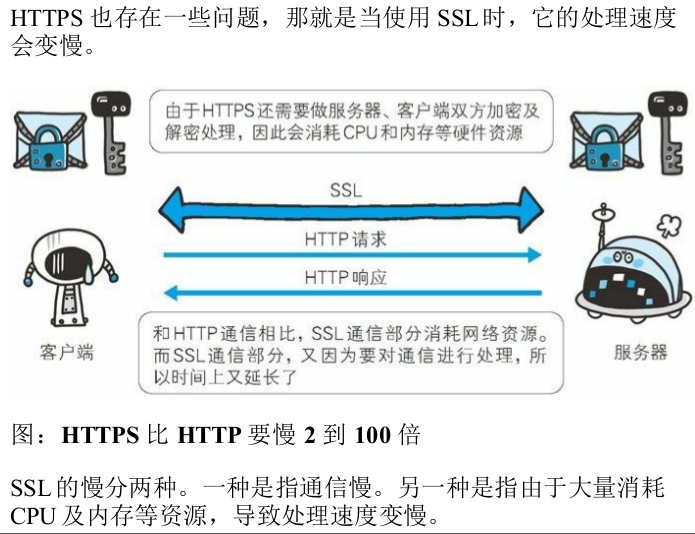 HTTPS 也存在一些问题，那就是当使用 SSL 时，它的处理速度
会变慢。
由于HTTPS还需要做服务器、客户端双方加密及
解密处理，因此会消耗CPU和内存等硬件资源
SSL
HTTP请求
HTTP响应
客户端
服务器
和HTTP通信相比，SSL通信部分消耗网络资源。
而SSL通信部分，又因为要对通信进行处理，所
以时间上又延长了
图：HTTPS 比 HTTP 要慢 2 到 100 倍
SSL 的慢分两种。一种是指通信慢。另一种是指由于大量消耗
CPU 及内存等资源，导致处理速度变慢。